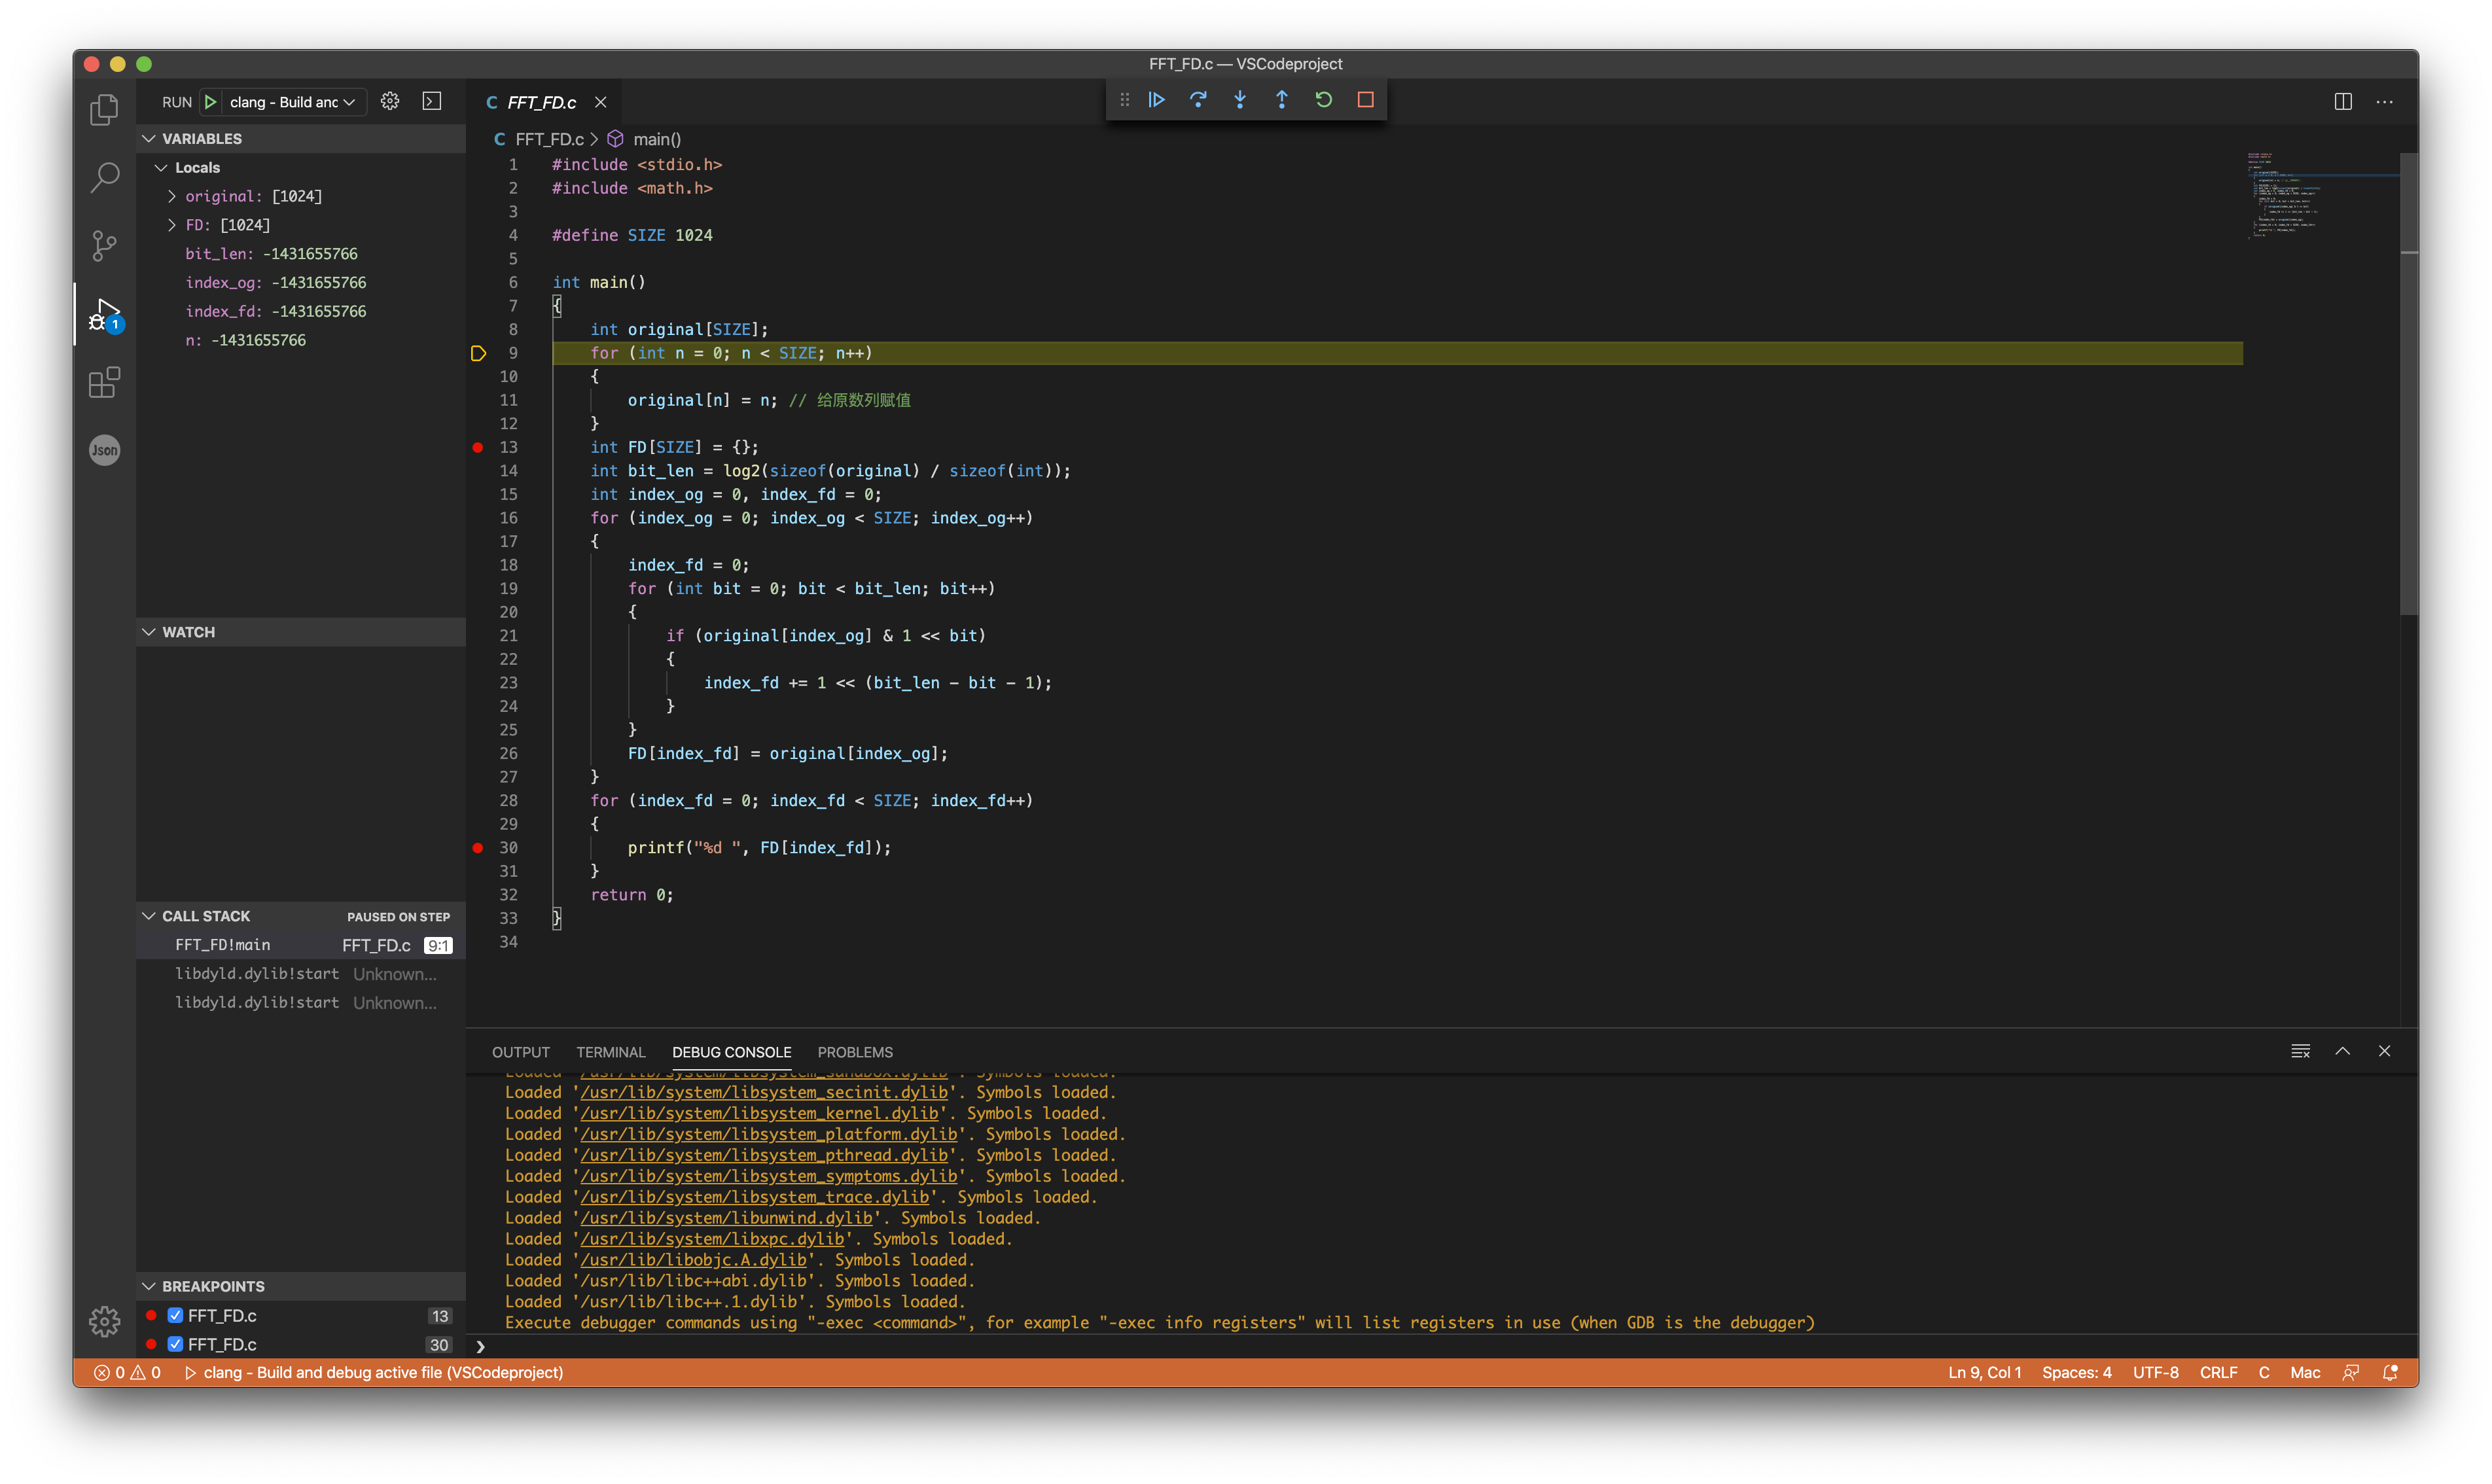 FFT_FD.c — VSCodeproject
RUN clang - Build anc
C FFT_FD.c
C FFT_FD.c > main()
VARIABLES
Locals
original: [1024]
FD: [1024]
bit_len: -1431655766
index_og: -1431655766
index_fd: -1431655766
n: -1431655766
1
Json
WATCH
CALL STACK PAUSED ON STEP
FFT_FD!main FFT_FD.c 9:1
libdyld.dylib!start Unknown...
libdyld.dylib!start Unknown...
BREAKPOINTS
FFT_FD.c 13
FFT_FD.c 30
1 #include <stdio.h>
2 #include <math.h>
3
4 #define SIZE 1024
5
6 int main()
7 {
8 int original[SIZE];
9 for (int n = 0; n < SIZE; n++)
10 {
11 original[n] = n; // 给原数列赋值
12 }
13 int FD[SIZE] = {};
14 int bit_len = log2(sizeof(original) / sizeof(int));
15 int index_og = 0, index_fd = 0;
16 for (index_og = 0; index_og < SIZE; index_og++)
17 {
18 index_fd = 0;
19 for (int bit = 0; bit < bit_len; bit++)
20 {
21 if (original[index_og] & 1 << bit)
22 {
23 index_fd += 1 << (bit_len - bit - 1);
24 }
25 }
26 FD[index_fd] = original[index_og];
27 }
28 for (index_fd = 0; index_fd < SIZE; index_fd++)
29 {
30 printf("%d ", FD[index_fd]);
31 }
32 return 0;
33 }
34
OUTPUT TERMINAL DEBUG CONSOLE PROBLEMS
Loaded '/usr/lib/system/libsystem_sandbox.dylib'. Symbols loaded.
Loaded '/usr/lib/system/libsystem_secinit.dylib'. Symbols loaded.
Loaded '/usr/lib/system/libsystem_kernel.dylib'. Symbols loaded.
Loaded '/usr/lib/system/libsystem_platform.dylib'. Symbols loaded.
Loaded '/usr/lib/system/libsystem_pthread.dylib'. Symbols loaded.
Loaded '/usr/lib/system/libsystem_symptoms.dylib'. Symbols loaded.
Loaded '/usr/lib/system/libsystem_trace.dylib'. Symbols loaded.
Loaded '/usr/lib/system/libunwind.dylib'. Symbols loaded.
Loaded '/usr/lib/system/libxpc.dylib'. Symbols loaded.
Loaded '/usr/lib/libobjc.A.dylib'. Symbols loaded.
Loaded '/usr/lib/libc++abi.dylib'. Symbols loaded.
Loaded '/usr/lib/libc++.1.dylib'. Symbols loaded.
Execute debugger commands using "-exec <command>", for example "-exec info registers" will list registers in use (when GDB is the debugger)
0 0 clang - Build and debug active file (VSCodeproject) Ln 9, Col 1 Spaces: 4 UTF-8 CRLF C Mac